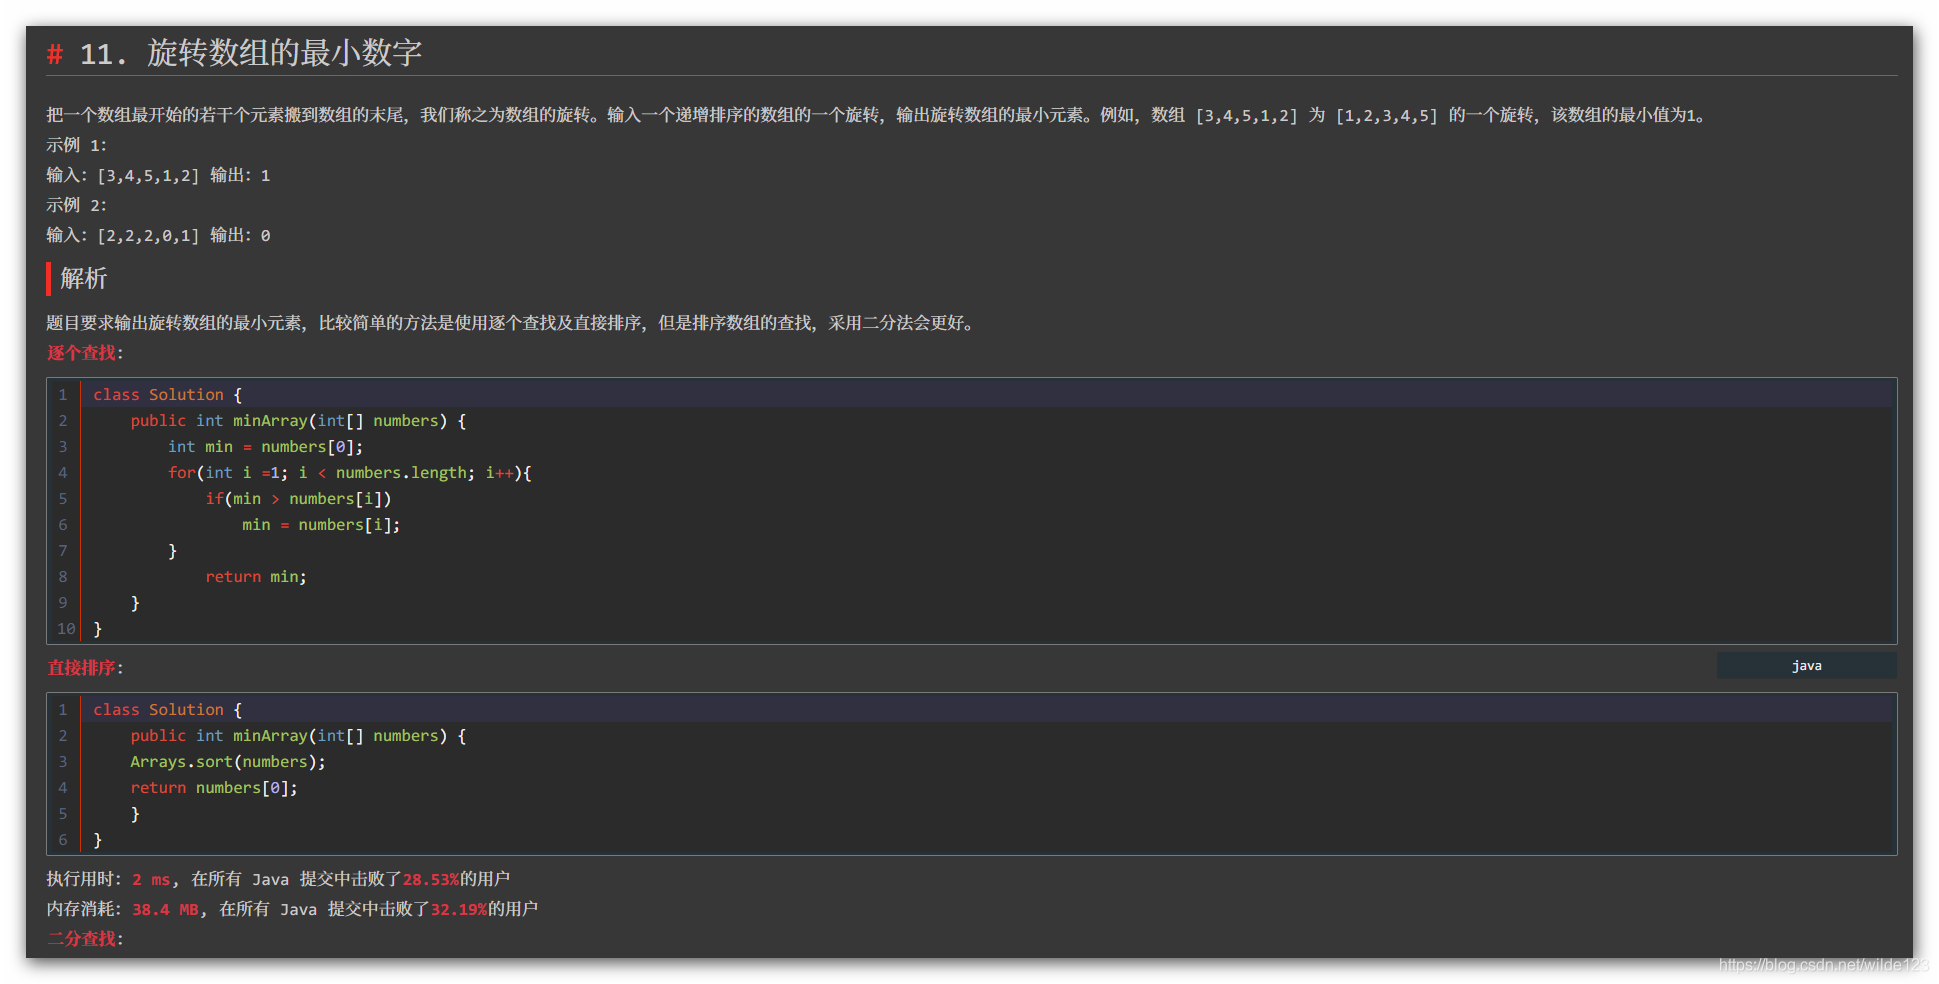 # 11. 旋转数组的最小数字
把一个数组最开始的若干个元素搬到数组的末尾，我们称之为数组的旋转。输入一个递增排序的数组的一个旋转，输出旋转数组的最小元素。例如，数组 [3,4,5,1,2] 为 [1,2,3,4,5] 的一个旋转，该数组的最小值为1。
示例 1：
输入：[3,4,5,1,2] 输出：1
示例 2：
输入：[2,2,2,0,1] 输出：0
解析
题目要求输出旋转数组的最小元素，比较简单的方法是使用逐个查找及直接排序，但是排序数组的查找，采用二分法会更好。
逐个查找：
1 class Solution {
2     public int minArray(int[] numbers) {
3         int min = numbers[0];
4         for(int i =1; i < numbers.length; i++){
5             if(min > numbers[i])
6                 min = numbers[i];
7         }
8             return min;
9     }
10 }
直接排序：
java
1 class Solution {
2     public int minArray(int[] numbers) {
3     Arrays.sort(numbers);
4     return numbers[0];
5     }
6 }
执行用时：2 ms, 在所有 Java 提交中击败了28.53%的用户
内存消耗：38.4 MB, 在所有 Java 提交中击败了32.19%的用户
二分查找：
https://blog.csdn.net/wilde123